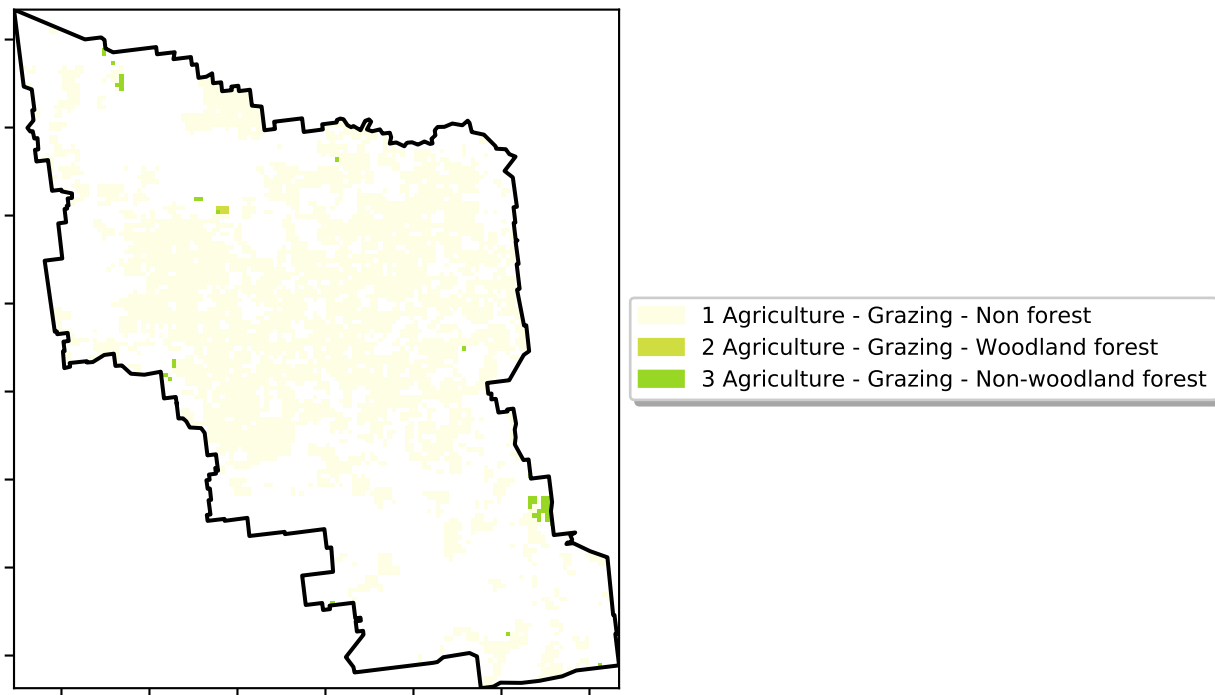 1 Agriculture - Grazing - Non forest
2 Agriculture - Grazing - Woodland forest
3 Agriculture - Grazing - Non-woodland forest